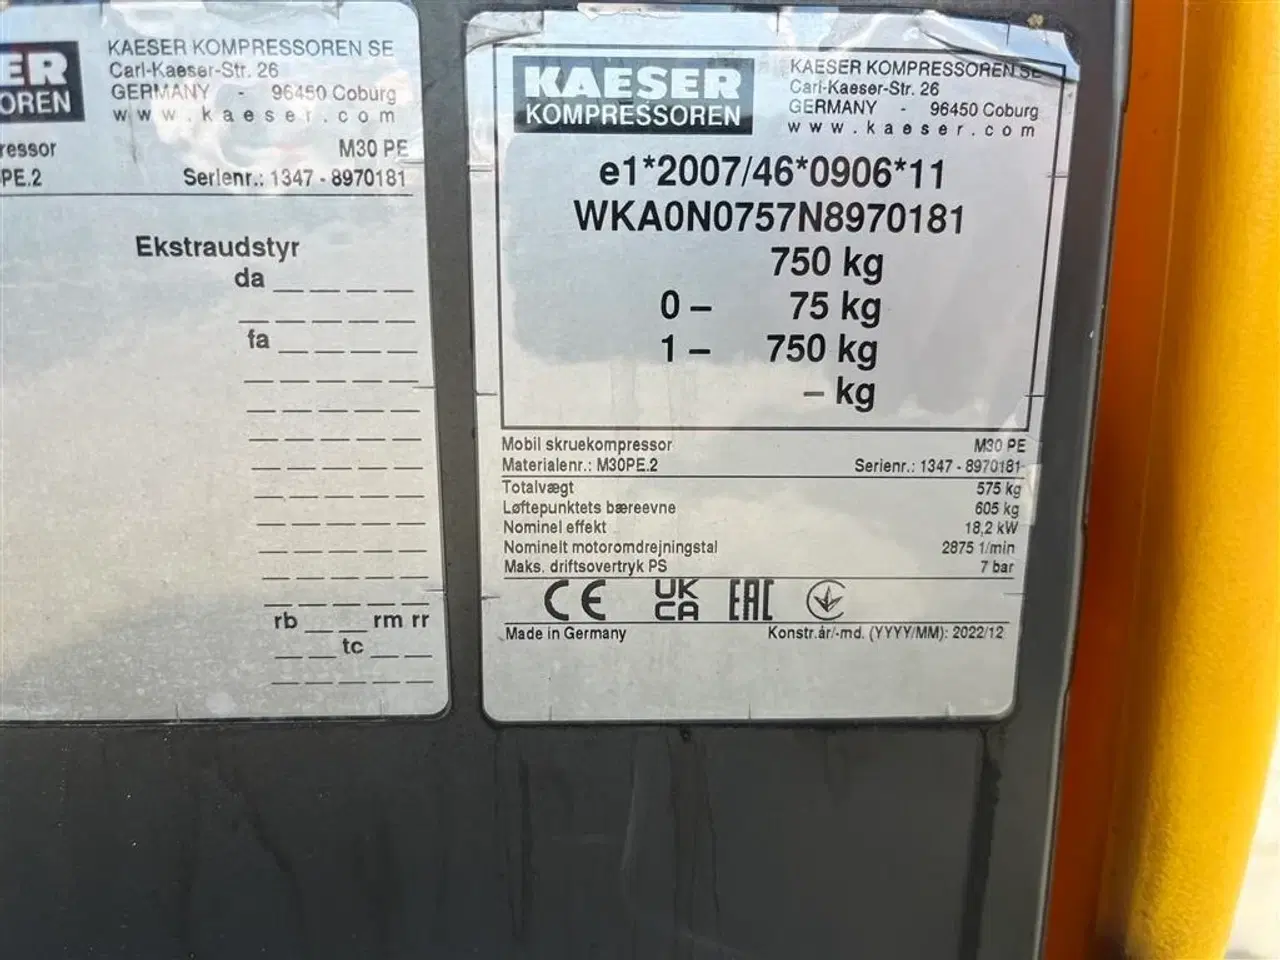 ER
OREN
KAESER KOMPRESSOREN SE
Carl-Kaeser-Str. 26
GERMANY - 96450 Coburg
www.kaeser.com
ressor M30 PE
PE.2 Serienr.: 1347 - 8970181
Ekstraudstyr
da
fa
rb rm rr
tc
KAESER
KOMPRESSOREN
KAESER KOMPRESSOREN SE
Carl-Kaeser-Str. 26
GERMANY - 96450 Coburg
www.kaeser.com
e1*2007/46*0906*11
WKA0N0757N8970181
750 kg
0 – 75 kg
1 – 750 kg
– kg
Mobil skruekompressor M30 PE
Materialenr.: M30PE.2 Serienr.: 1347 - 8970181
Totalvægt 575 kg
Løftepunktets bæreevne 605 kg
Nominel effekt 18,2 kW
Nominelt motoromdrejningstal 2875 1/min
Maks. driftsovertryk PS 7 bar
CE UK CA EAC
Made in Germany Konstr.år/-md. (YYYY/MM): 2022/12